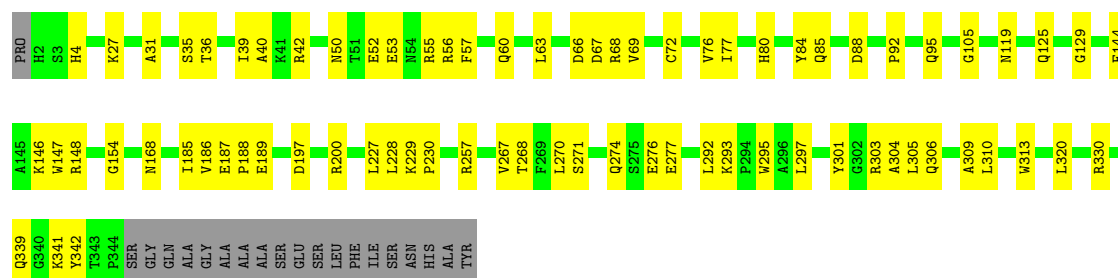 PRO H2 S3 H4 K27 A31 S35 T36 I39 A40 K41 R42 N50 T51 E52 E53 N54 R55 R56 F57 Q60 L63 D66 D67 R68 V69 C72 V76 I77 H80 Y84 Q85 D88 P92 Q95 G105 N119 Q125 G129 E144
A145 K146 W147 R148 G154 N168 I185 V186 E187 P188 E189 D197 R200 L227 L228 K229 P230 R257 V267 T268 F269 L270 S271 Q274 S275 E276 E277 L292 K293 P294 W295 A296 L297 Y301 G302 R303 A304 L305 Q306 A309 L310 W313 L320 R330
Q339 G340 K341 Y342 T343 P344 SER GLY GLN ALA GLY ALA ALA ALA SER GLU SER LEU PHE ILE SER ASN HIS ALA TYR